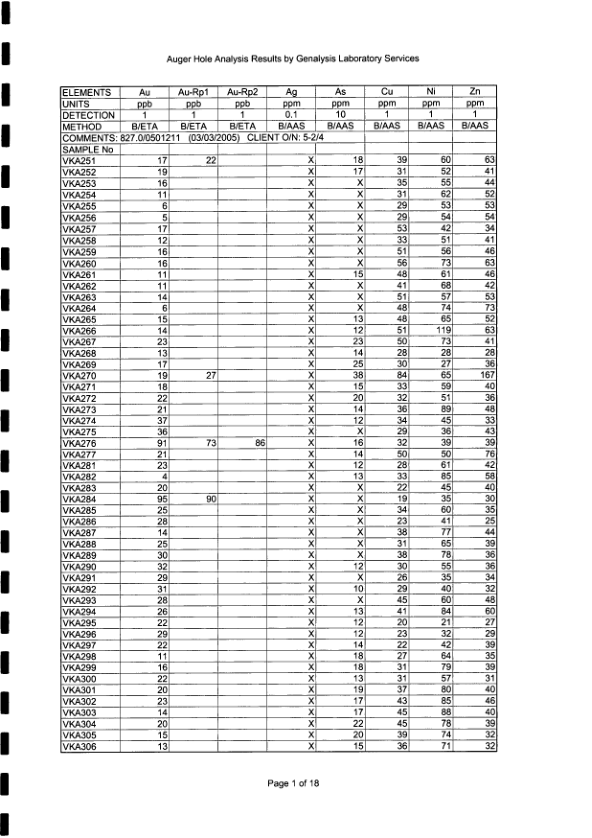 Auger Hole Analysis Results by Genalysis Laboratory Services
ELEMENTS Au Au-Rp1 Au-Rp2 Ag As Cu Ni Zn
UNITS ppb ppb ppb ppm ppm ppm ppm ppm
DETECTION 1 1 1 0.1 10 1 1 1
METHOD B/ETA B/ETA B/ETA B/AAS B/AAS B/AAS B/AAS B/AAS
COMMENTS: 827.0/0501211 (03/03/2005) CLIENT O/N: 5-2/4
SAMPLE No
VKA251 17 22 X 18 39 60 63
VKA252 19 X 17 31 52 41
VKA253 16 X X 35 55 44
VKA254 11 X X 31 62 52
VKA255 6 X X 29 53 53
VKA256 5 X X 29 54 54
VKA257 17 X X 53 42 34
VKA258 12 X X 33 51 41
VKA259 16 X X 51 56 46
VKA260 16 X X 56 73 63
VKA261 11 X 15 48 61 46
VKA262 11 X X 41 68 42
VKA263 14 X X 51 57 53
VKA264 6 X X 48 74 73
VKA265 15 X 13 48 65 52
VKA266 14 X 12 51 119 63
VKA267 23 X 23 50 73 41
VKA268 13 X 14 28 28 28
VKA269 17 X 25 30 27 36
VKA270 19 27 X 38 84 65 167
VKA271 18 X 15 33 59 40
VKA272 22 X 20 32 51 36
VKA273 21 X 14 36 89 48
VKA274 37 X 12 34 45 33
VKA275 36 X X 29 36 43
VKA276 91 73 86 X 16 32 39 39
VKA277 21 X 14 50 50 76
VKA281 23 X 12 28 61 42
VKA282 4 X 13 33 85 58
VKA283 20 X X 22 45 40
VKA284 95 90 X X 19 35 30
VKA285 25 X X 34 60 35
VKA286 28 X X 23 41 25
VKA287 14 X X 38 77 44
VKA288 25 X X 31 65 39
VKA289 30 X X 38 78 36
VKA290 32 X 12 30 55 36
VKA291 29 X X 26 35 34
VKA292 31 X 10 29 40 32
VKA293 28 X X 45 60 48
VKA294 26 X 13 41 84 60
VKA295 22 X 12 20 21 27
VKA296 29 X 12 23 32 29
VKA297 22 X 14 22 42 39
VKA298 11 X 18 27 64 35
VKA299 16 X 18 31 79 39
VKA300 22 X 13 31 57 31
VKA301 20 X 19 37 80 40
VKA302 23 X 17 43 85 46
VKA303 14 X 17 45 88 40
VKA304 20 X 22 45 78 39
VKA305 15 X 20 39 74 32
VKA306 13 X 15 36 71 32
Page 1 of 18